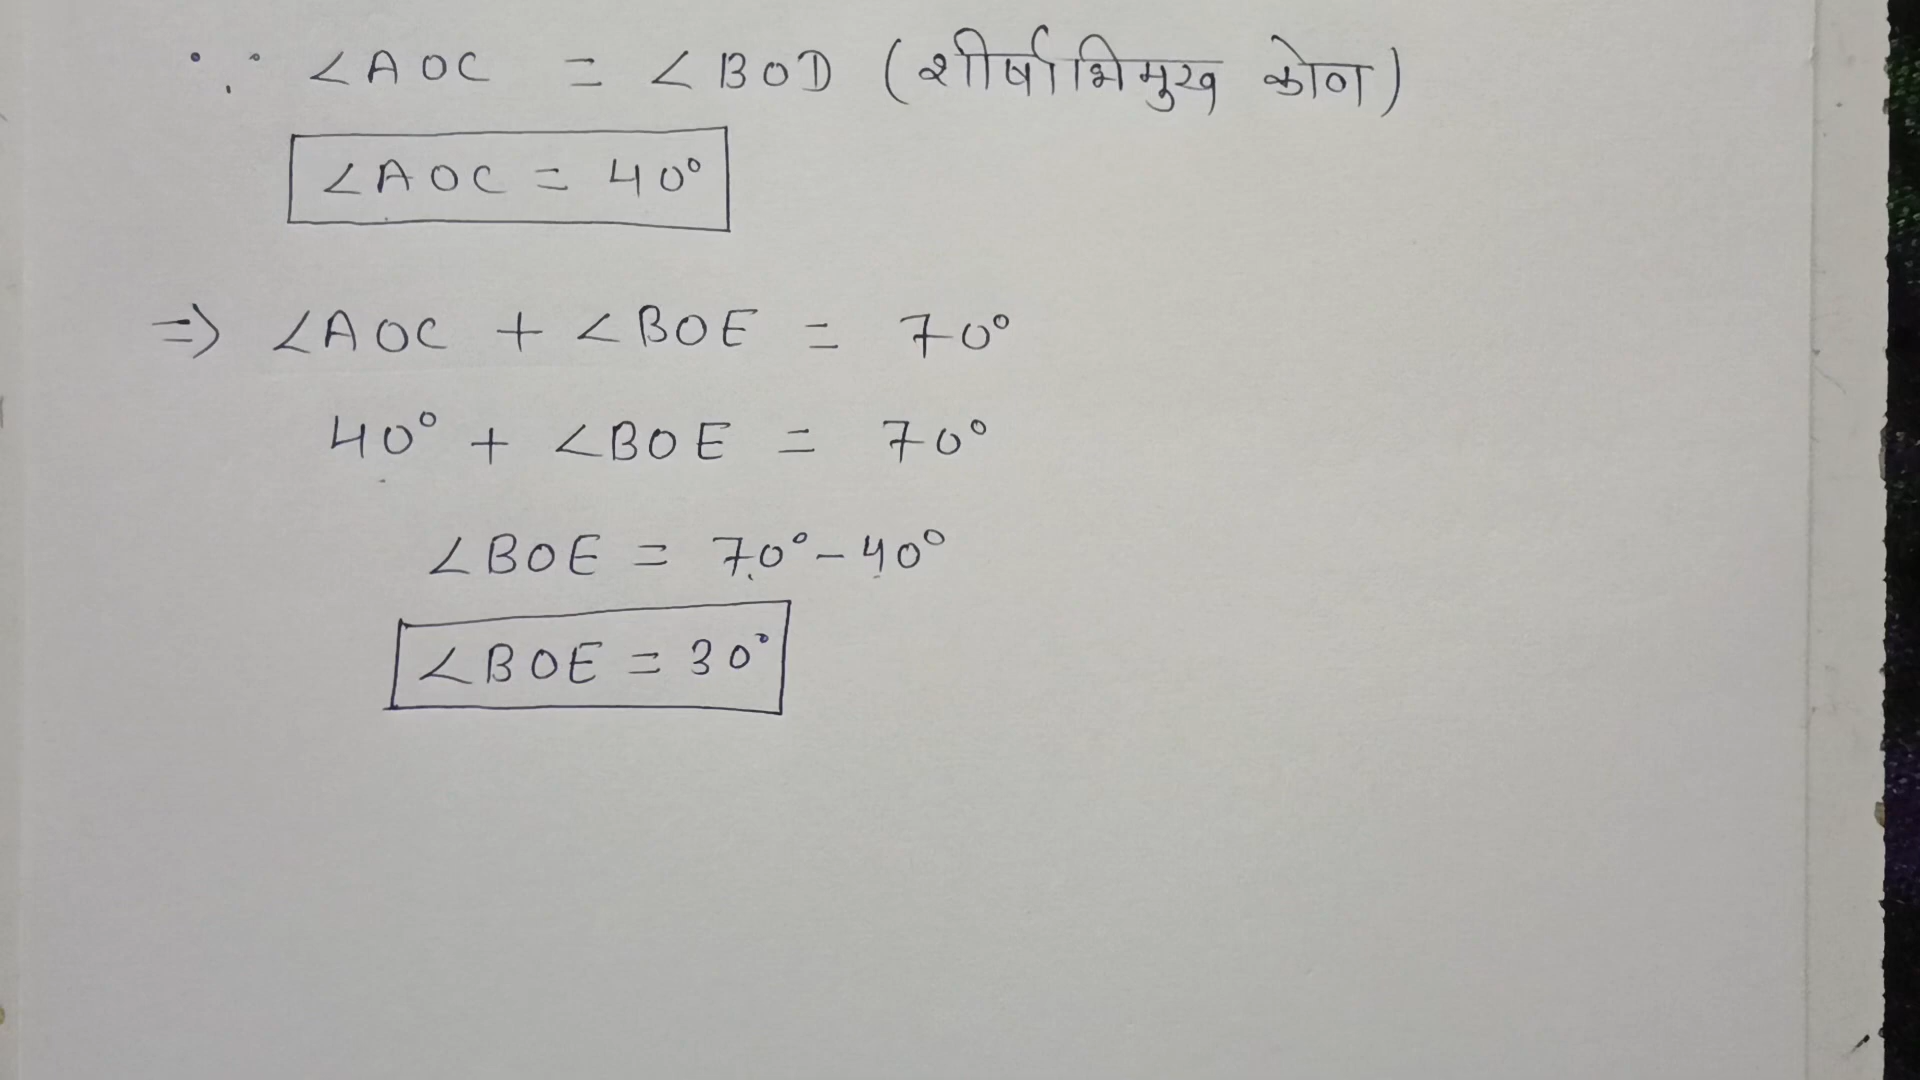 ∵ ∠AOC = ∠BOD (शीर्षाभिमुख कोण)
∠AOC = 40°
⇒ ∠AOC + ∠BOE = 70°
40° + ∠BOE = 70°
∠BOE = 70° - 40°
∠BOE = 30°